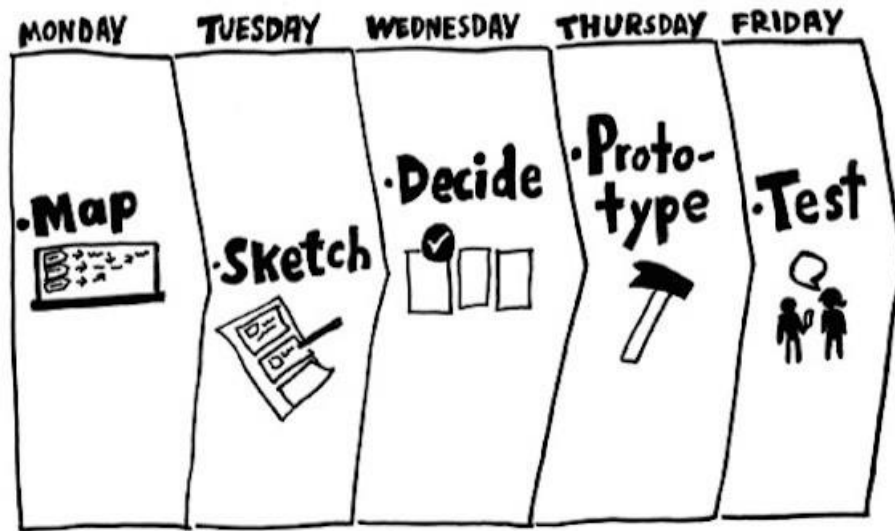 MONDAY
TUESDAY
WEDNESDAY
THURSDAY
FRIDAY
·Map
·Sketch
·Decide
·Proto-
type
·Test